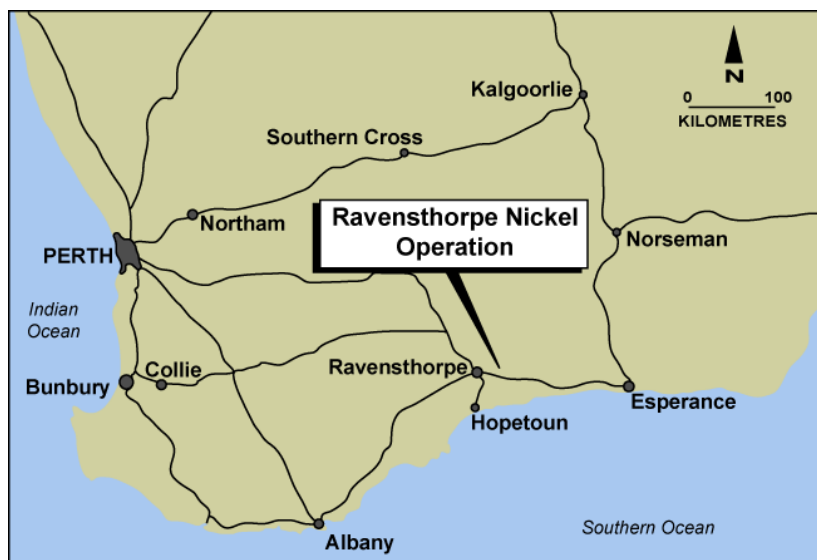 N
0 100
KILOMETRES
Kalgoorlie
Southern Cross
Northam
Ravensthorpe Nickel
Operation
Norseman
PERTH
Indian
Ocean
Collie
Ravensthorpe
Bunbury
Esperance
Hopetoun
Albany
Southern Ocean